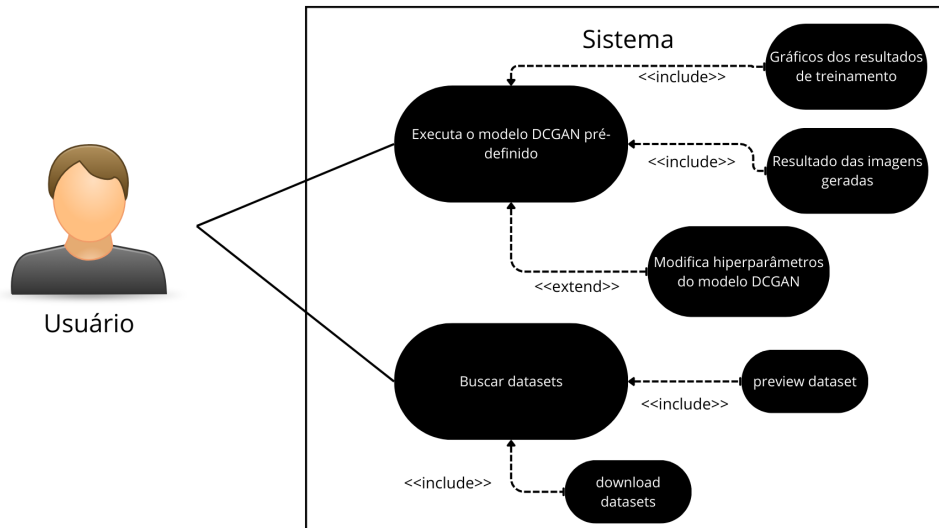 Sistema
Gráficos dos resultados
de treinamento
<<include>>
Executa o modelo DCGAN pré-
definido
<<include>>
Resultado das imagens
geradas
Modifica hiperparâmetros
do modelo DCGAN
<<extend>>
Usuário
Buscar datasets
preview dataset
<<include>>
<<include>>
download
datasets